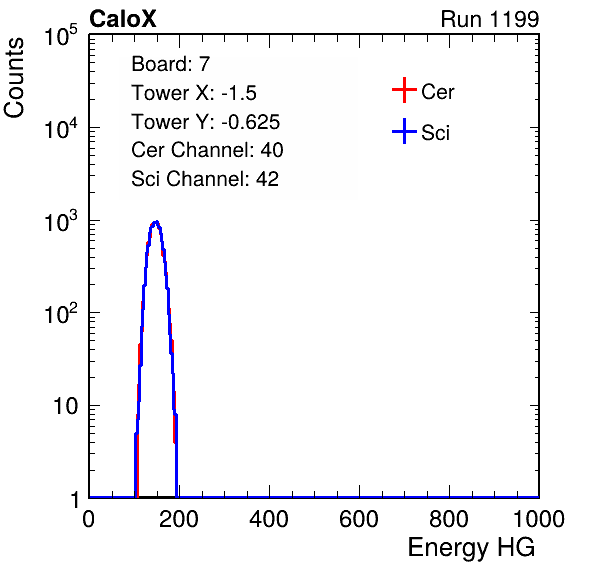 CaloX Run 1199
Counts
10^5
10^4
10^3
10^2
10
1
Board: 7
Tower X: -1.5
Tower Y: -0.625
Cer Channel: 40
Sci Channel: 42
Cer
Sci
0 200 400 600 800 1000
Energy HG